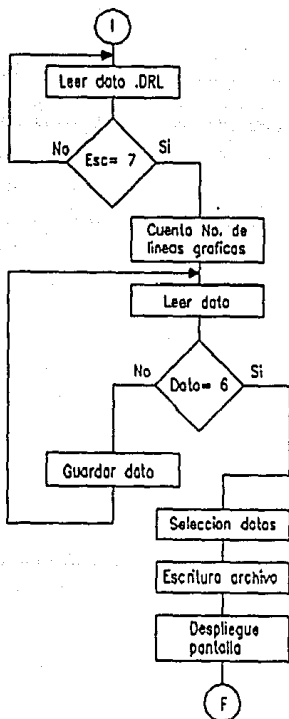 I
Leer dato .DRL
No
Si
Esc= 7
Cuenta No. de
lineas graficas
Leer dato
No
Si
Dato= 6
Guardar dato
Seleccion datos
Escritura archivo
Despliegue
pantalla
F